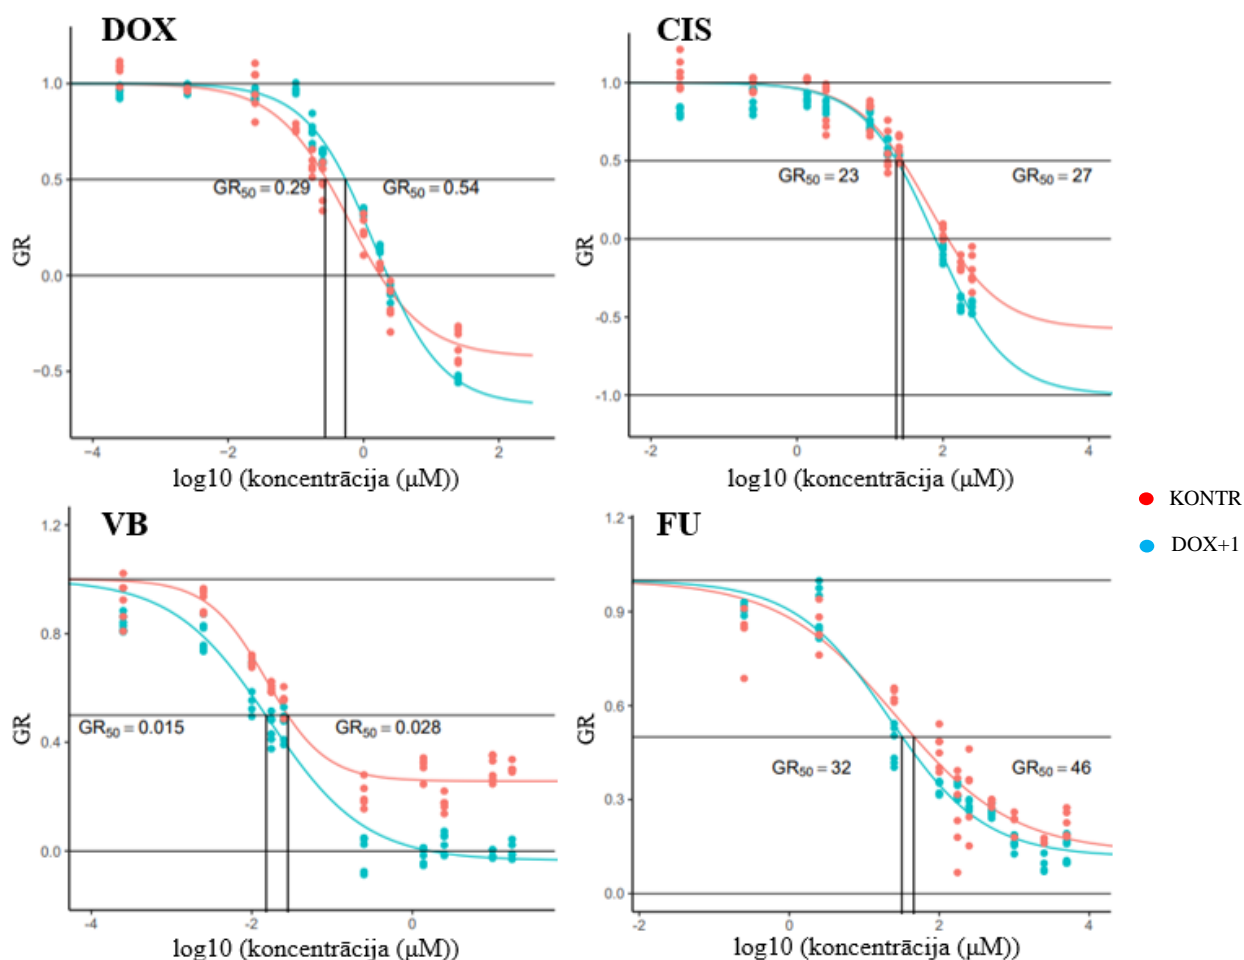 DOX
1.0
0.5
0.0
−0.5
GR
GR50 = 0.29
GR50 = 0.54
−4
−2
0
2
log10 (koncentrācija (µM))
CIS
1.0
0.5
0.0
-0.5
-1.0
GR
GR50 = 23
GR50 = 27
-2
0
2
4
log10 (koncentrācija (µM))
VB
1.2
0.8
0.4
0.0
GR
GR50 = 0.015
GR50 = 0.028
-4
-2
0
log10 (koncentrācija (µM))
FU
1.2
0.9
0.6
0.3
0.0
GR
GR50 = 32
GR50 = 46
-2
0
2
4
log10 (koncentrācija (µM))
KONTR
DOX+1